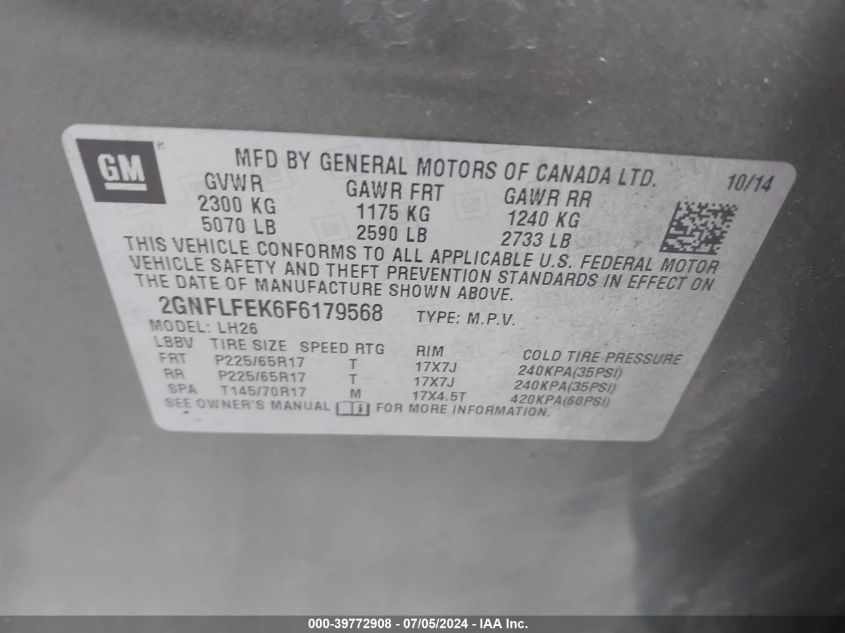 GM® MFD BY GENERAL MOTORS OF CANADA LTD. 10/14
GVWR GAWR FRT GAWR RR
2300 KG 1175 KG 1240 KG
5070 LB 2590 LB 2733 LB
THIS VEHICLE CONFORMS TO ALL APPLICABLE U.S. FEDERAL MOTOR
VEHICLE SAFETY AND THEFT PREVENTION STANDARDS IN EFFECT ON
THE DATE OF MANUFACTURE SHOWN ABOVE.
2GNFLFEK6F6179568 TYPE: M.P.V.
MODEL: LH26
LBBV TIRE SIZE SPEED RTG RIM COLD TIRE PRESSURE
FRT P225/65R17 T 17X7J 240KPA(35PSI)
RR P225/65R17 T 17X7J 240KPA(35PSI)
SPA T145/70R17 M 17X4.5T 420KPA(60PSI)
SEE OWNER'S MANUAL FOR MORE INFORMATION.
000-39772908 - 07/05/2024 - IAA Inc.